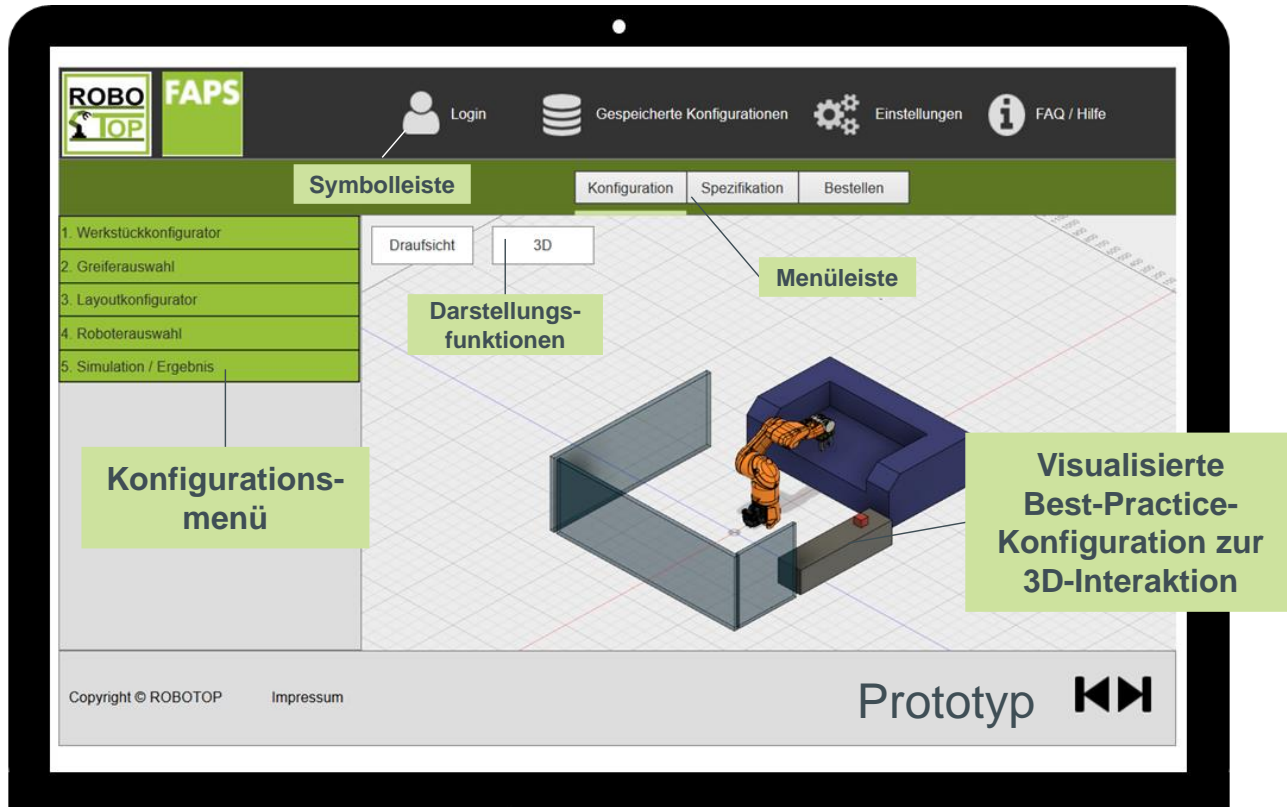 ROBO
TOP
FAPS
Login
Gespeicherte Konfigurationen
Einstellungen
FAQ / Hilfe
Symbolleiste
Konfiguration
Spezifikation
Bestellen
1. Werkstückkonfigurator
2. Greiferauswahl
3. Layoutkonfigurator
4. Roboterauswahl
5. Simulation / Ergebnis
Draufsicht
3D
Menüleiste
Darstellungs-
funktionen
Konfigurations-
menü
Visualisierte
Best-Practice-
Konfiguration zur
3D-Interaktion
Copyright © ROBOTOP
Impressum
Prototyp